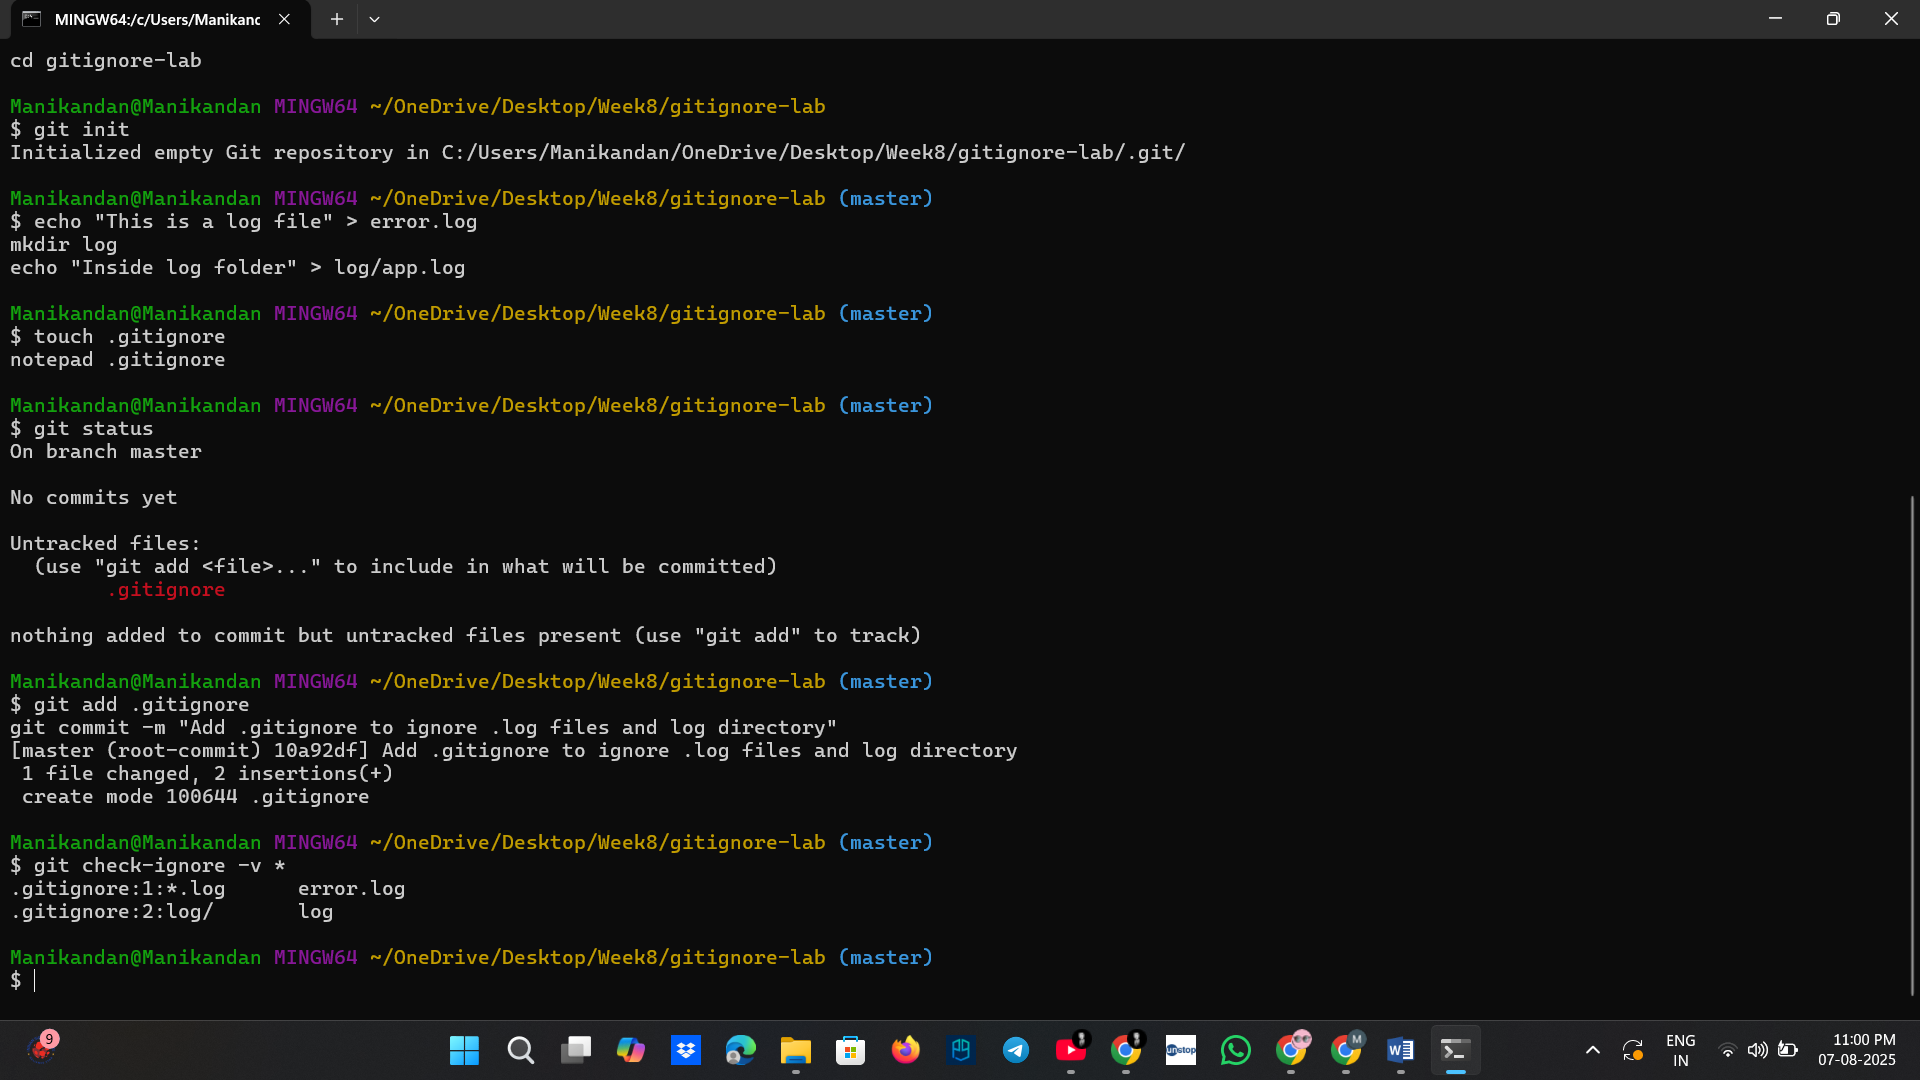 MINGW64:/c/Users/Manikanc
cd gitignore-lab
Manikandan@Manikandan MINGW64 ~/OneDrive/Desktop/Week8/gitignore-lab
$ git init
Initialized empty Git repository in C:/Users/Manikandan/OneDrive/Desktop/Week8/gitignore-lab/.git/
Manikandan@Manikandan MINGW64 ~/OneDrive/Desktop/Week8/gitignore-lab (master)
$ echo "This is a log file" > error.log
mkdir log
echo "Inside log folder" > log/app.log
Manikandan@Manikandan MINGW64 ~/OneDrive/Desktop/Week8/gitignore-lab (master)
$ touch .gitignore
notepad .gitignore
Manikandan@Manikandan MINGW64 ~/OneDrive/Desktop/Week8/gitignore-lab (master)
$ git status
On branch master
No commits yet
Untracked files:
  (use "git add <file>..." to include in what will be committed)
        .gitignore
nothing added to commit but untracked files present (use "git add" to track)
Manikandan@Manikandan MINGW64 ~/OneDrive/Desktop/Week8/gitignore-lab (master)
$ git add .gitignore
git commit -m "Add .gitignore to ignore .log files and log directory"
[master (root-commit) 10a92df] Add .gitignore to ignore .log files and log directory
 1 file changed, 2 insertions(+)
 create mode 100644 .gitignore
Manikandan@Manikandan MINGW64 ~/OneDrive/Desktop/Week8/gitignore-lab (master)
$ git check-ignore -v *
.gitignore:1:*.log      error.log
.gitignore:2:log/       log
Manikandan@Manikandan MINGW64 ~/OneDrive/Desktop/Week8/gitignore-lab (master)
$
9
unstop
M
W
ENG
IN
11:00 PM
07-08-2025